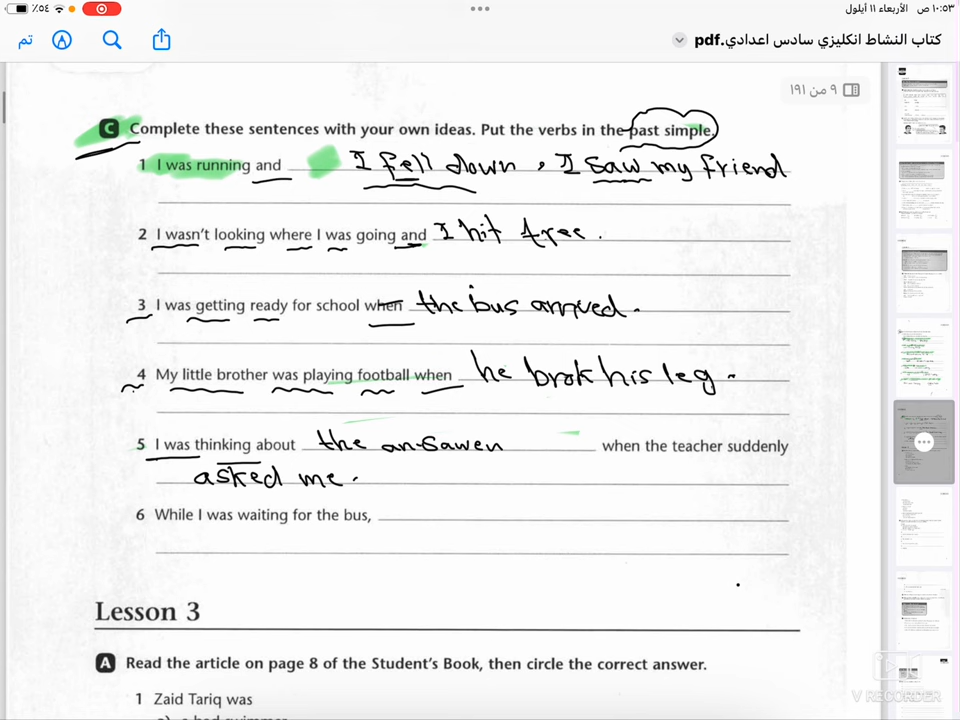 ٪٥٤
١٠:٥٣ ص الأربعاء ١١ أيلول
تم
كتاب النشاط انكليزي سادس اعدادي.pdf
٩ من ١٩١
C Complete these sentences with your own ideas. Put the verbs in the past simple.
1 I was running and I fell down , I saw my friend
2 I wasn't looking where I was going and I hit tree .
3 I was getting ready for school when the bus arrived .
4 My little brother was playing football when he brok his leg .
5 I was thinking about the ansawen when the teacher suddenly
asked me .
6 While I was waiting for the bus,
Lesson 3
A Read the article on page 8 of the Student's Book, then circle the correct answer.
1 Zaid Tariq was
a) a bad swimmer
V RECORDER